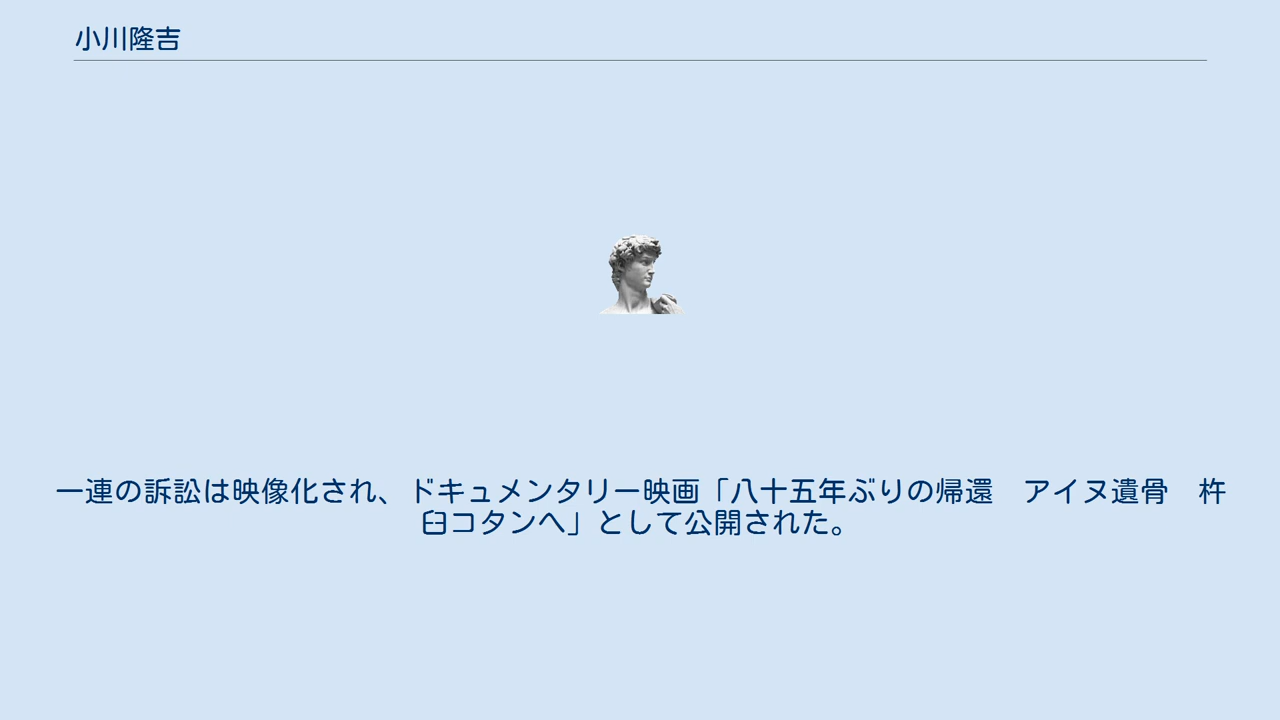 小川隆吉
一連の訴訟は映像化され、ドキュメンタリー映画「八十五年ぶりの帰還　アイヌ遺骨　杵
臼コタンへ」として公開された。